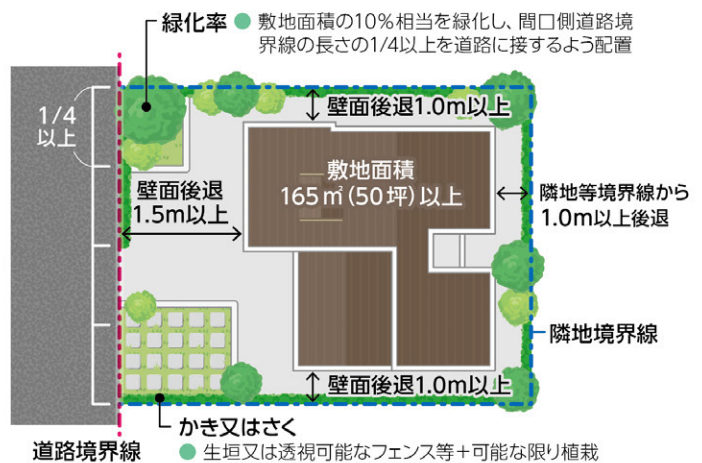 緑化率 ● 敷地面積の10％相当を緑化し、間口側道路境
界線の長さの1/4以上を道路に接するよう配置
1/4
以上
壁面後退1.0m以上
敷地面積
165㎡(50坪)以上
壁面後退
1.5m以上
隣地等境界線から
1.0m以上後退
隣地境界線
壁面後退1.0m以上
かき又はさく
道路境界線
● 生垣又は透視可能なフェンス等＋可能な限り植栽